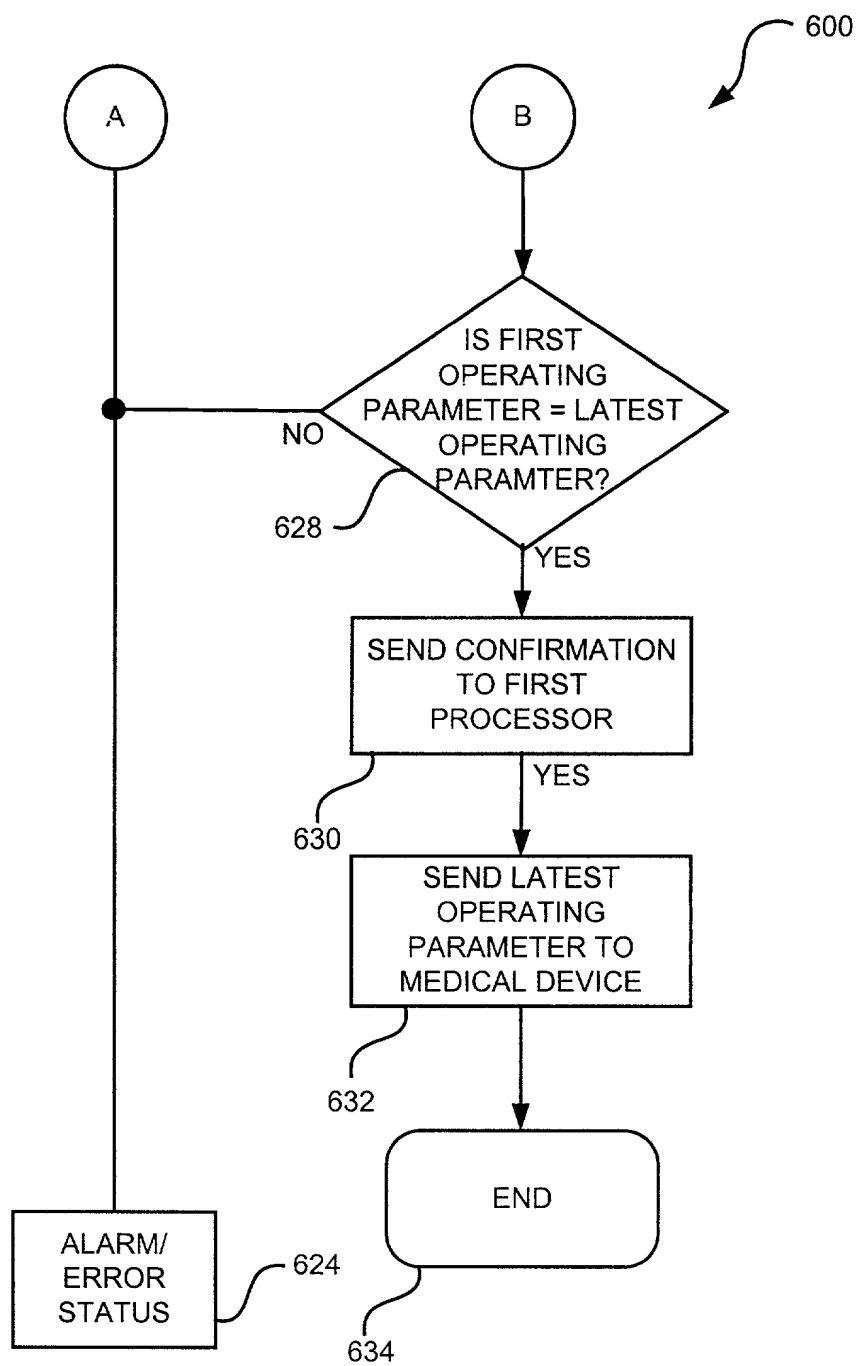 600
A
B
IS FIRST
OPERATING
PARAMETER = LATEST
OPERATING
PARAMTER?
NO
628
YES
SEND CONFIRMATION
TO FIRST
PROCESSOR
630
YES
SEND LATEST
OPERATING
PARAMETER TO
MEDICAL DEVICE
632
END
634
ALARM/
ERROR
STATUS
624